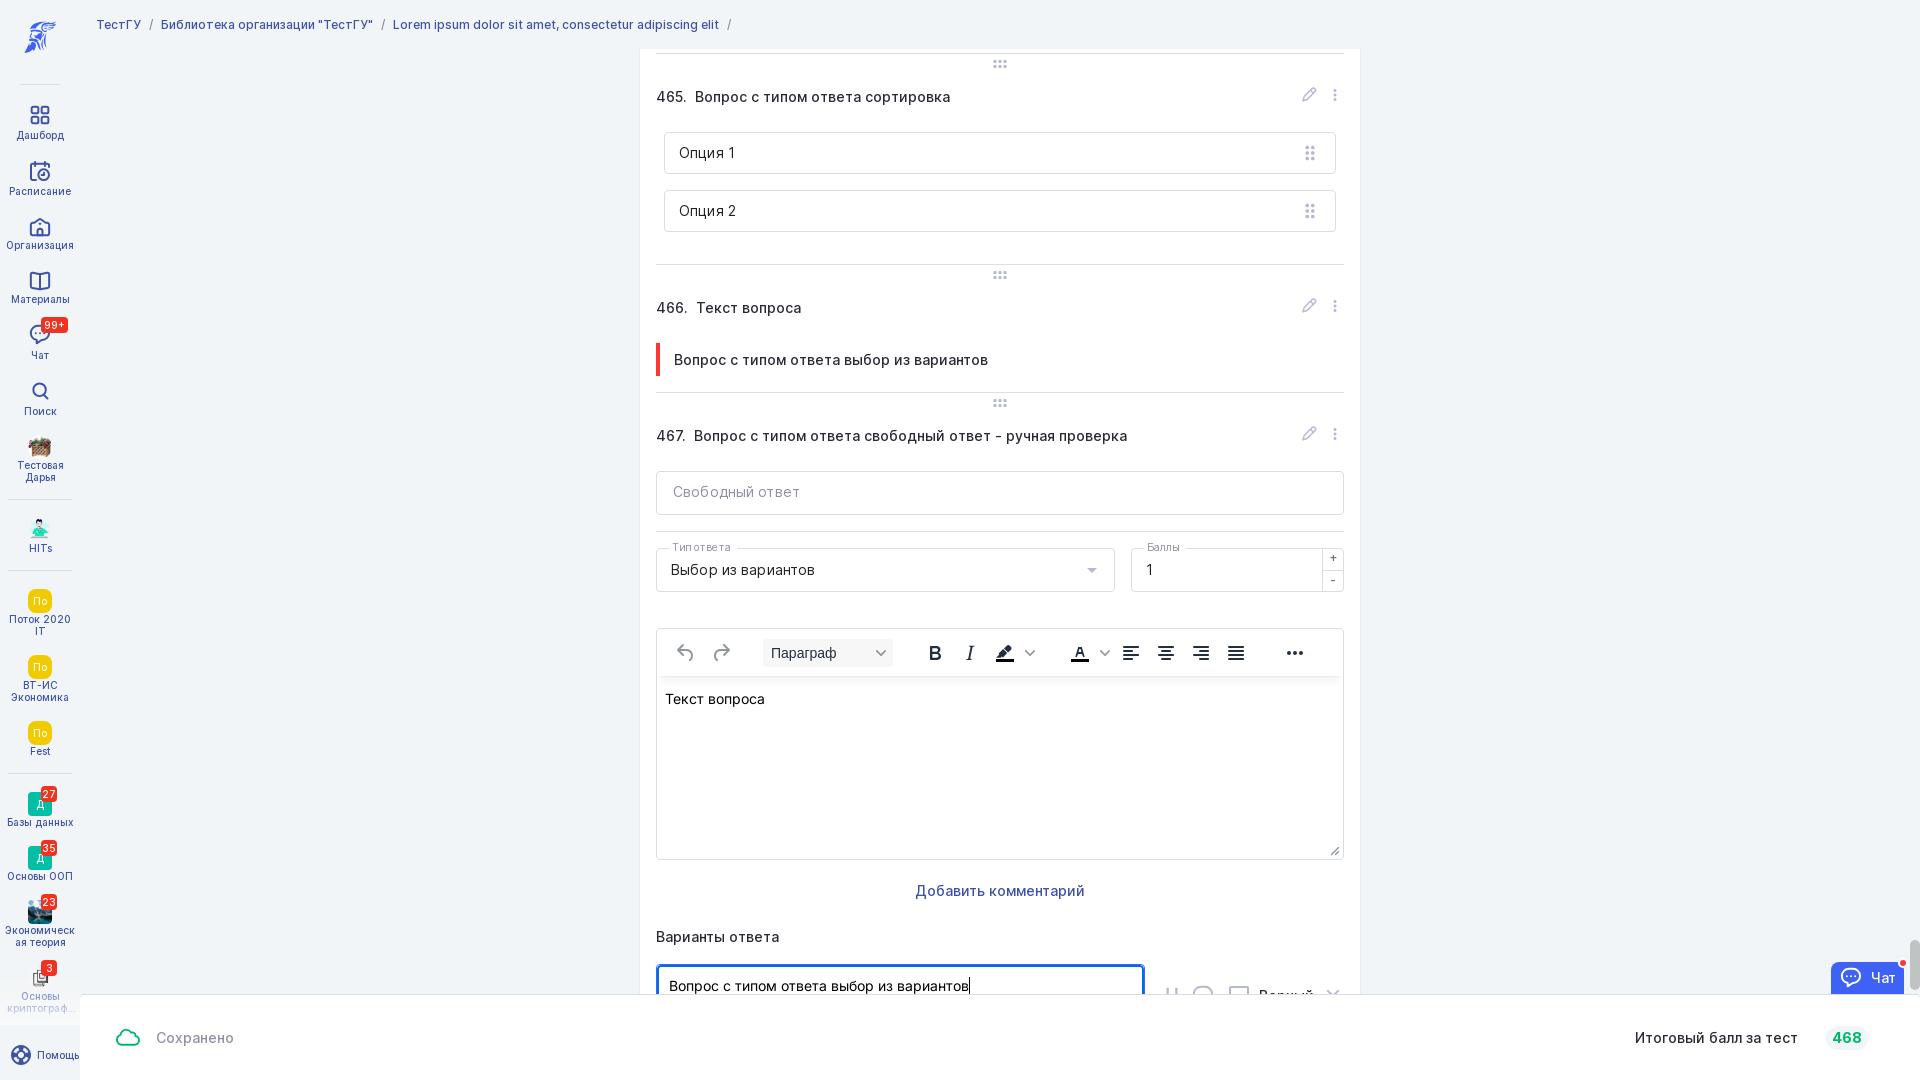 ТестГУ / Библиотека организации "ТестГУ" / Lorem ipsum dolor sit amet, consectetur adipiscing elit /
Дашборд
Расписание
Организация
Материалы
99+
Чат
Поиск
Тестовая
Дарья
HITs
По
Поток 2020
IT
По
ВТ-ИС
Экономика
По
Fest
27
Д
Базы данных
35
Д
Основы ООП
23
Экономическ
ая теория
3
Основы
криптограф...
Помощь
465. Вопрос с типом ответа сортировка
Опция 1
Опция 2
466. Текст вопроса
Вопрос с типом ответа выбор из вариантов
467. Вопрос с типом ответа свободный ответ - ручная проверка
Свободный ответ
Тип ответа
Выбор из вариантов
Баллы
1
+
-
Параграф
B I A
Текст вопроса
Добавить комментарий
Варианты ответа
Вопрос с типом ответа выбор из вариантов
Верный
Чат
Сохранено
Итоговый балл за тест 468